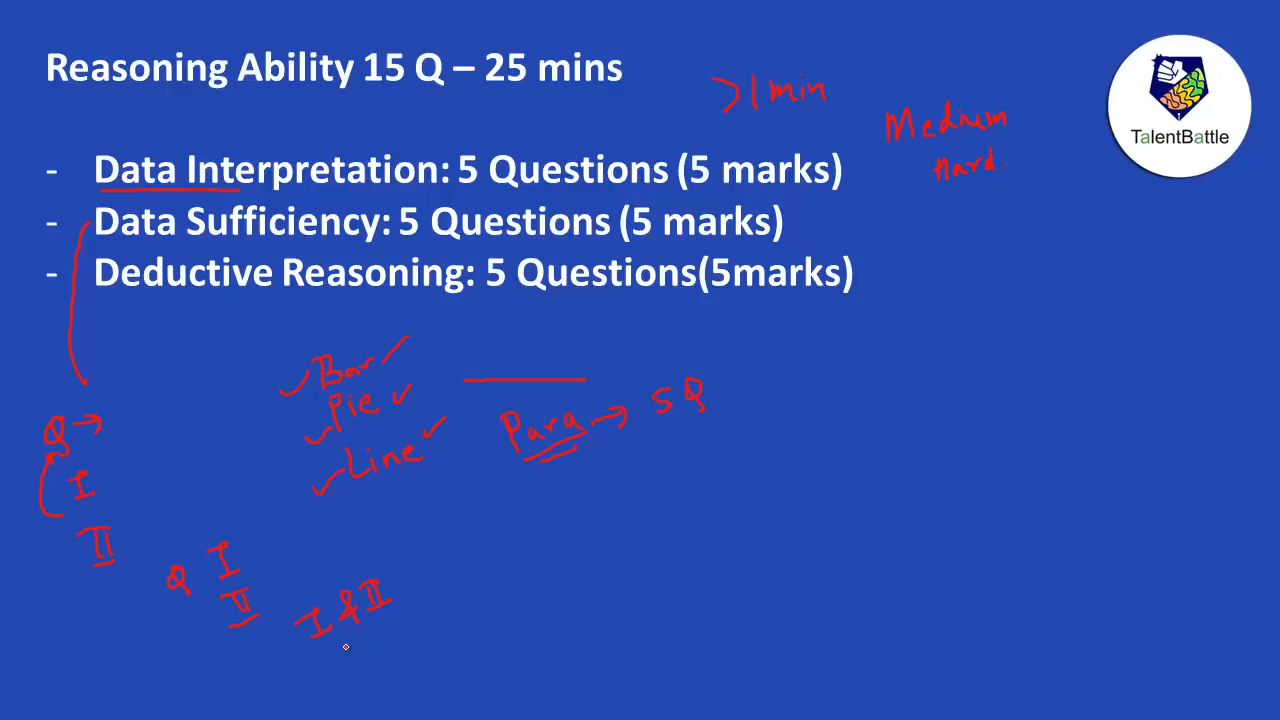 Reasoning Ability 15 Q – 25 mins
>1 min
Medium
Hard.
TalentBattle
- Data Interpretation: 5 Questions (5 marks)
- Data Sufficiency: 5 Questions (5 marks)
- Deductive Reasoning: 5 Questions(5marks)
Bar
Pie
Line
Para → 5 Q
Q →
I
II
Q I
II
I & II